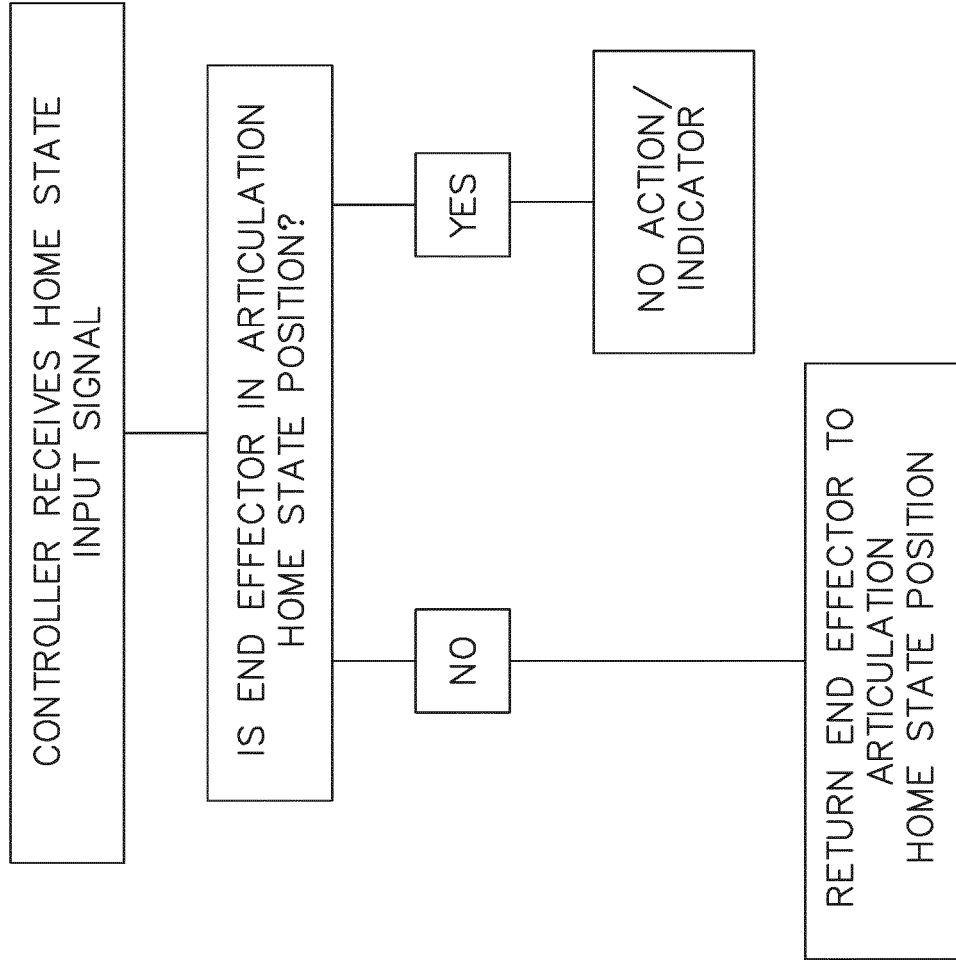 CONTROLLER RECEIVES HOME STATE
INPUT SIGNAL
IS END EFFECTOR IN ARTICULATION
HOME STATE POSITION?
NO
YES
NO ACTION/
INDICATOR
RETURN END EFFECTOR TO
ARTICULATION
HOME STATE POSITION